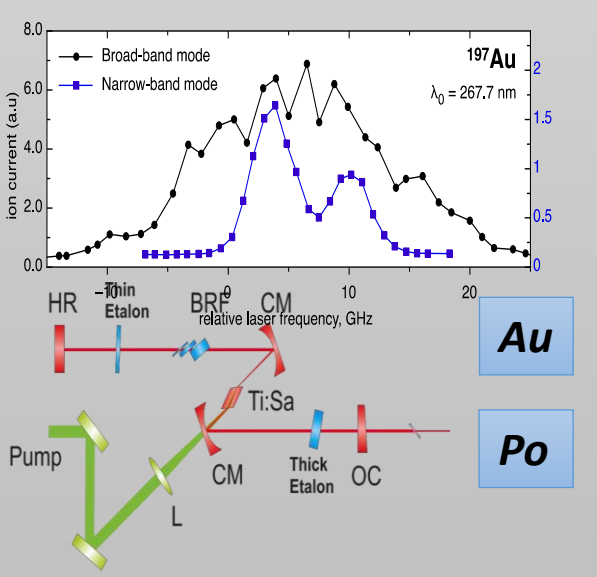 8.0
6.0
4.0
2.0
0.0
ion current (a.u)
Broad-band mode
Narrow-band mode
¹⁹⁷Au
λ₀ = 267.7 nm
2
1.5
1
0.5
0
−10
0
10
20
relative laser frequency, GHz
HR
Thin
Etalon
BRF
CM
Au
Ti:Sa
Pump
L
CM
Thick
Etalon
OC
Po